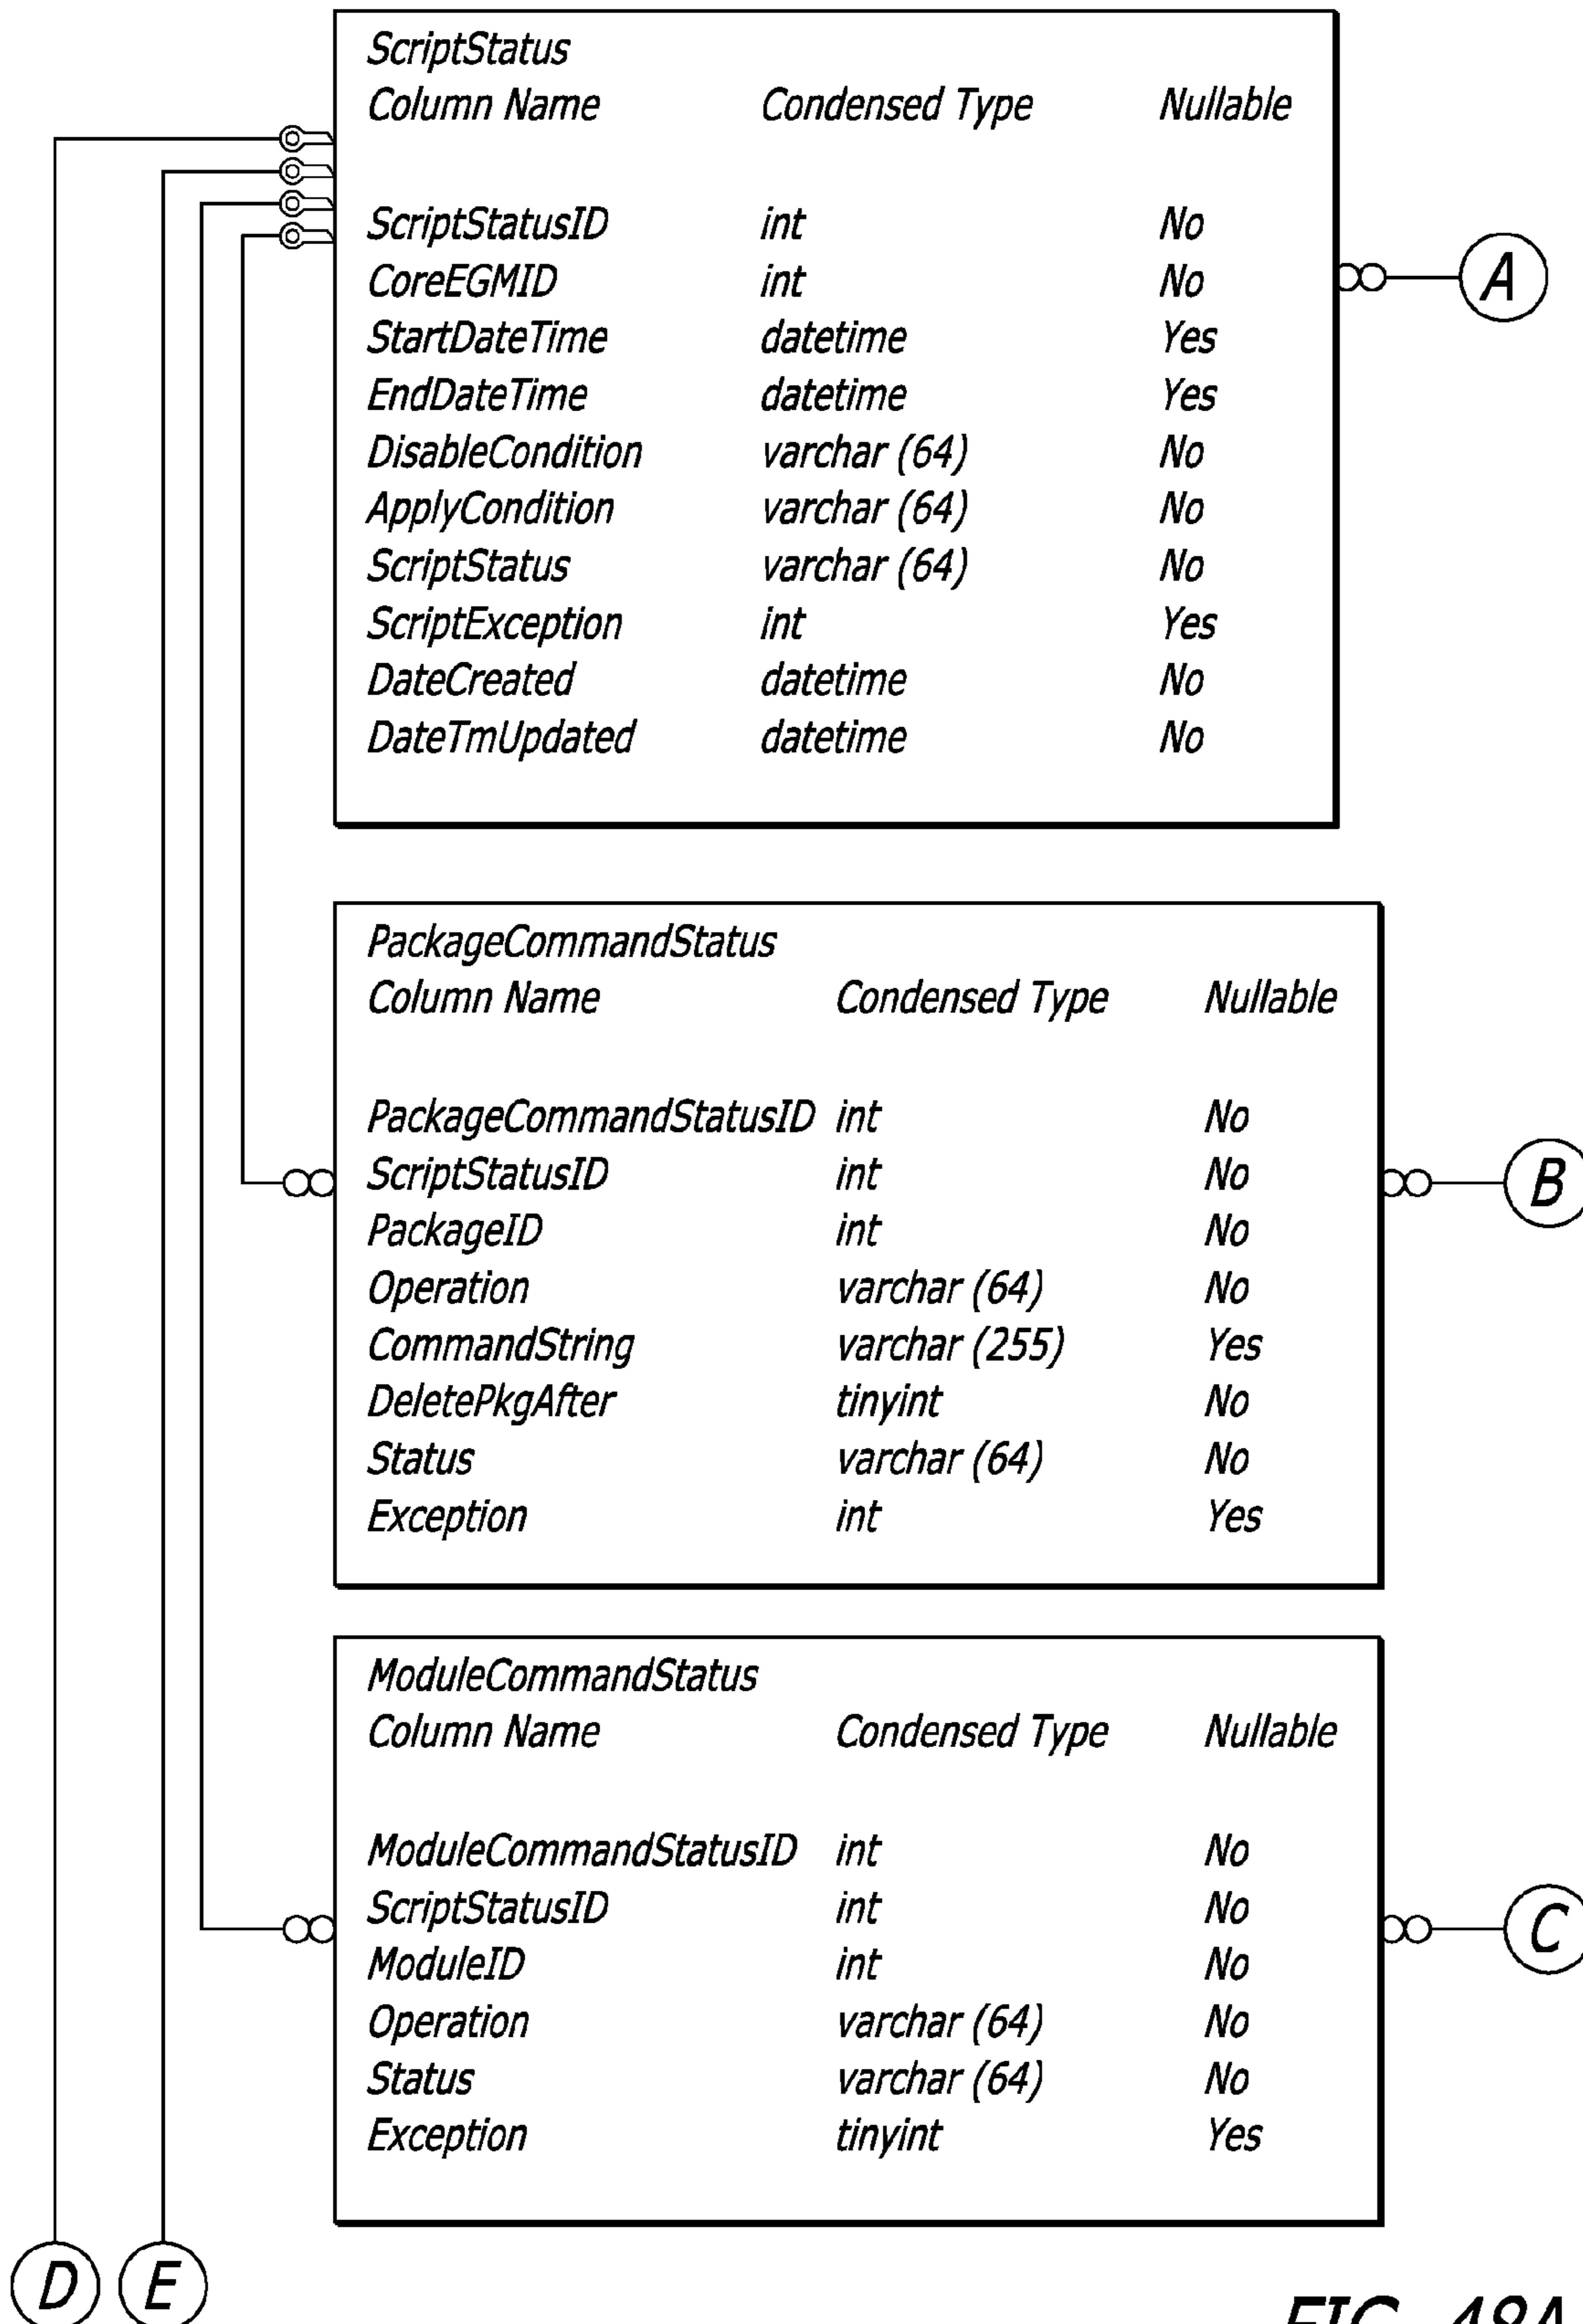 ScriptStatus
Column Name Condensed Type Nullable
ScriptStatusID int No
CoreEGMID int No
StartDateTime datetime Yes
EndDateTime datetime Yes
DisableCondition varchar (64) No
ApplyCondition varchar (64) No
ScriptStatus varchar (64) No
ScriptException int Yes
DateCreated datetime No
DateTmUpdated datetime No
A
PackageCommandStatus
Column Name Condensed Type Nullable
PackageCommandStatusID int No
ScriptStatusID int No
PackageID int No
Operation varchar (64) No
CommandString varchar (255) Yes
DeletePkgAfter tinyint No
Status varchar (64) No
Exception int Yes
B
ModuleCommandStatus
Column Name Condensed Type Nullable
ModuleCommandStatusID int No
ScriptStatusID int No
ModuleID int No
Operation varchar (64) No
Status varchar (64) No
Exception tinyint Yes
C
D E
FIG. 48A